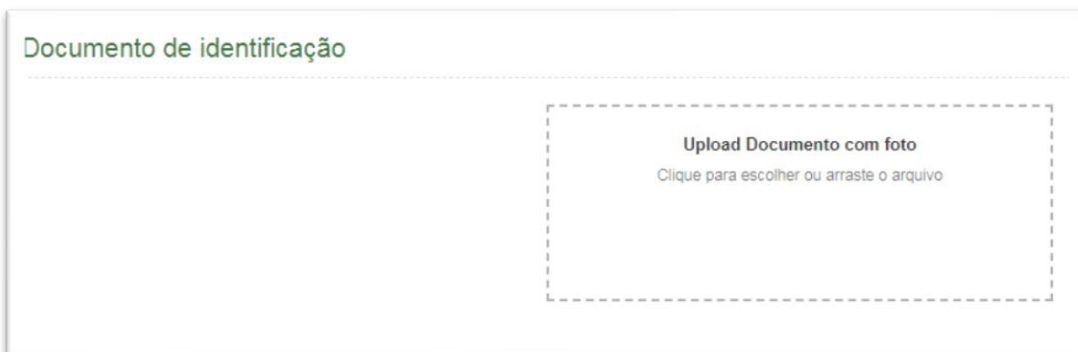 Documento de identificação
Upload Documento com foto
Clique para escolher ou arraste o arquivo